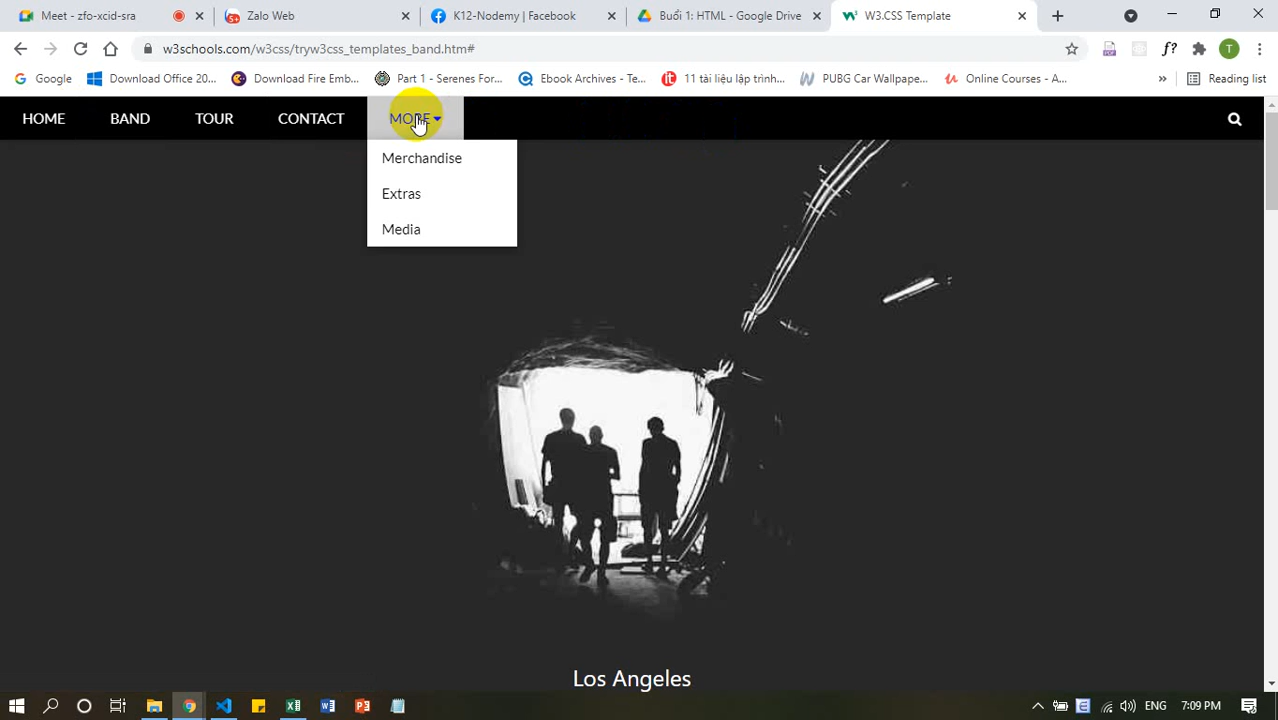 Meet - zfo-xcid-sra
Zalo Web
K12-Nodemy | Facebook
Buổi 1: HTML - Google Drive
W3.CSS Template
w3schools.com/w3css/tryw3css_templates_band.htm#
f?
T
Google
Download Office 20...
Download Fire Emb...
Part 1 - Serenes For...
Ebook Archives - Te...
11 tài liệu lập trình...
PUBG Car Wallpape...
Online Courses - A...
»
Reading list
HOME
BAND
TOUR
CONTACT
MORE
Merchandise
Extras
Media
Los Angeles
ENG
7:09 PM